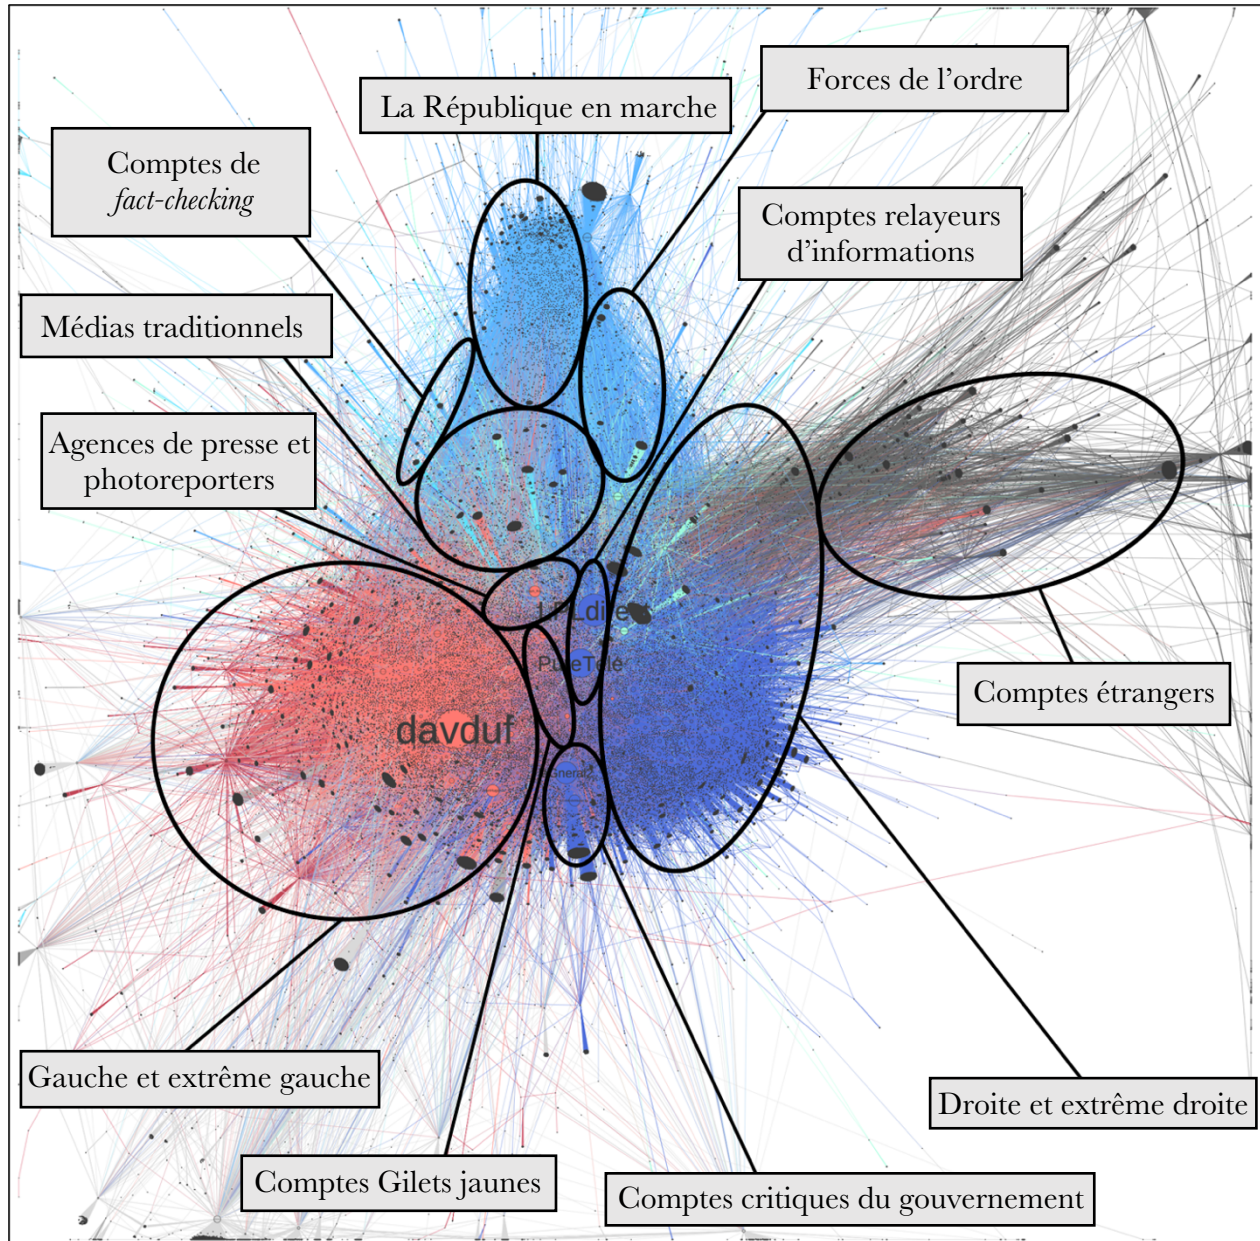 Forces de l'ordre
La République en marche
Comptes de
fact-checking
Comptes relayeurs
d'informations
Médias traditionnels
Agences de presse et
photoreporters
PureTele
Comptes étrangers
davduf
Gauche et extrême gauche
Droite et extrême droite
Comptes Gilets jaunes
Comptes critiques du gouvernement